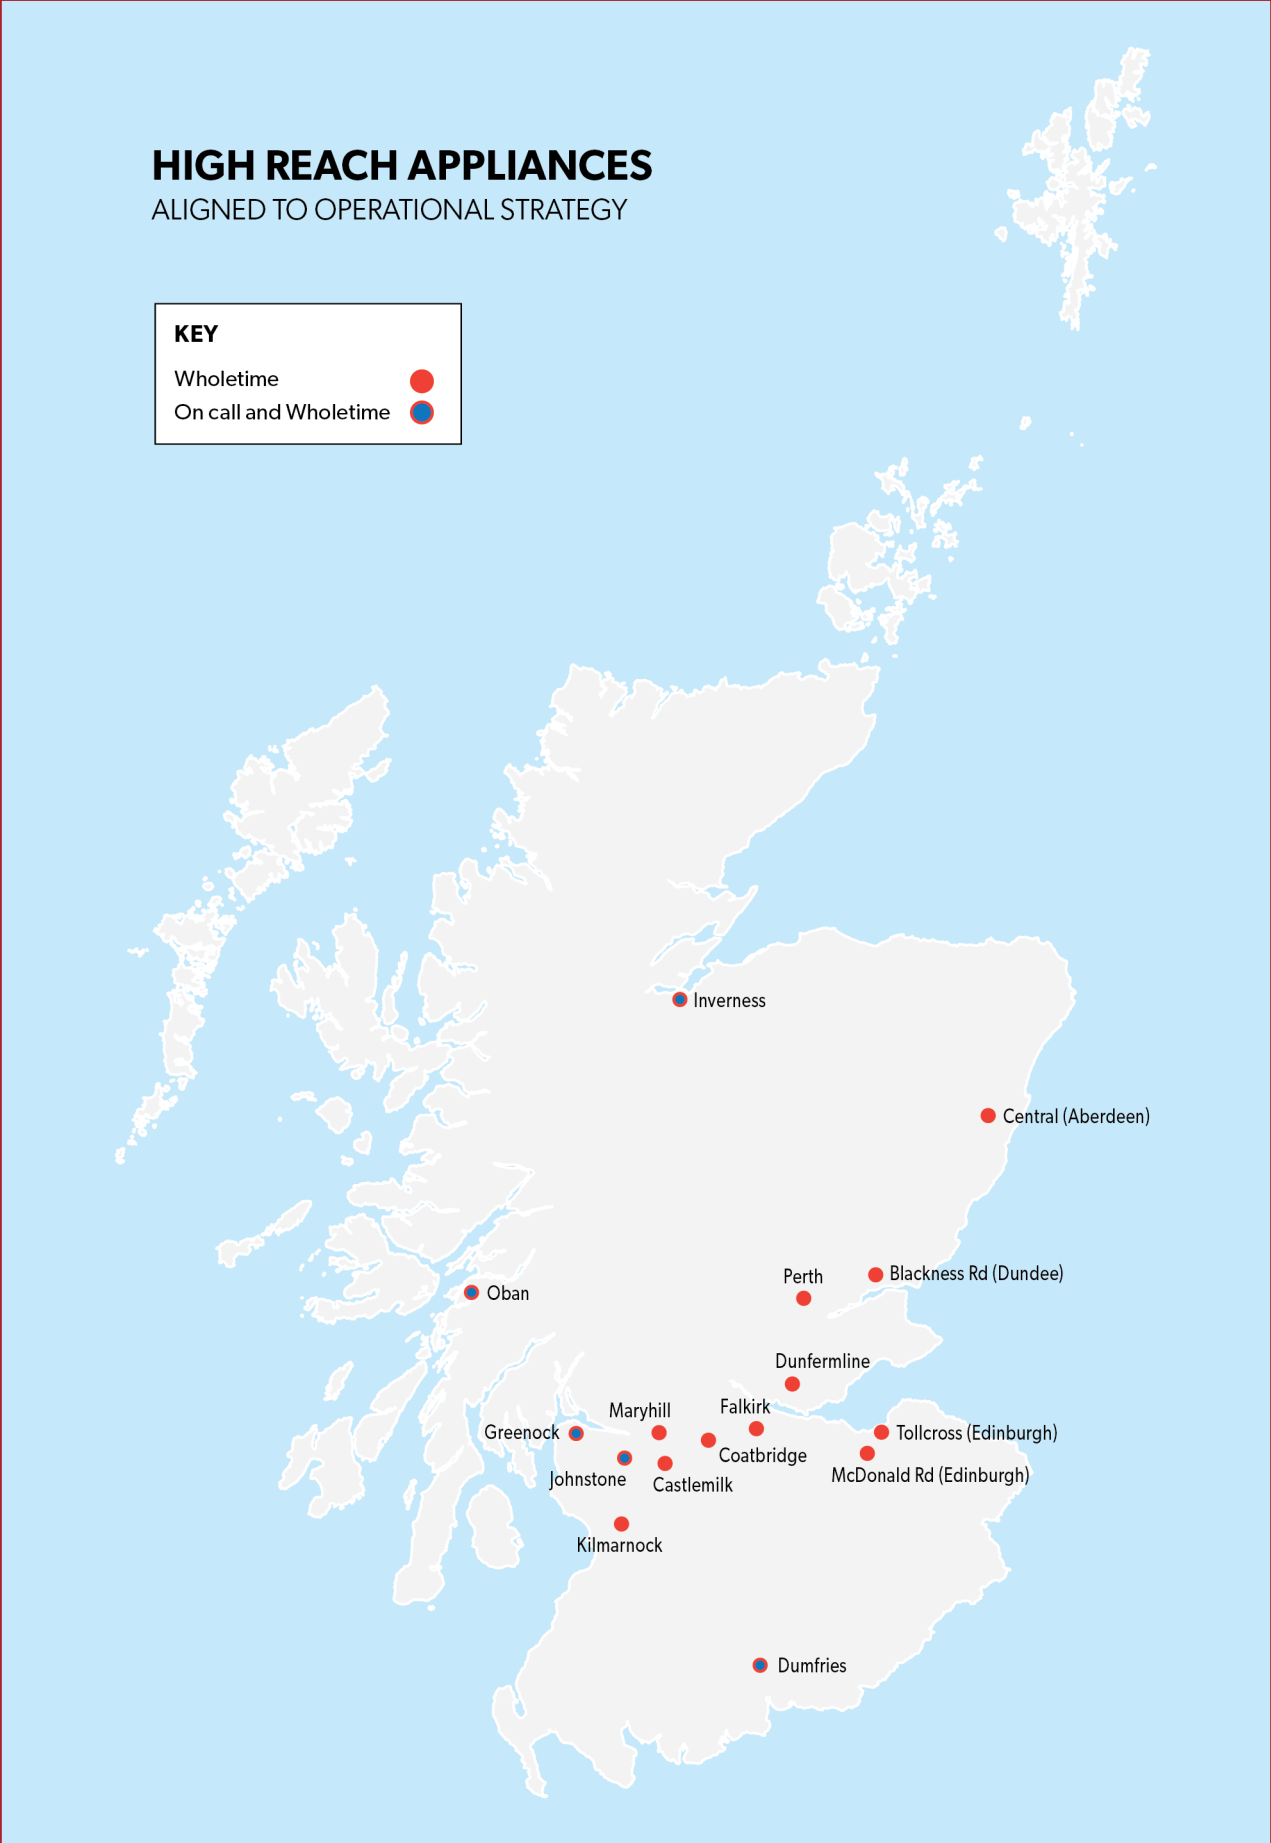 HIGH REACH APPLIANCES
ALIGNED TO OPERATIONAL STRATEGY
KEY
Wholetime
On call and Wholetime
Inverness
Central (Aberdeen)
Blackness Rd (Dundee)
Perth
Oban
Dunfermline
Falkirk
Maryhill
Greenock
Tollcross (Edinburgh)
Coatbridge
McDonald Rd (Edinburgh)
Johnstone
Castlemilk
Kilmarnock
Dumfries